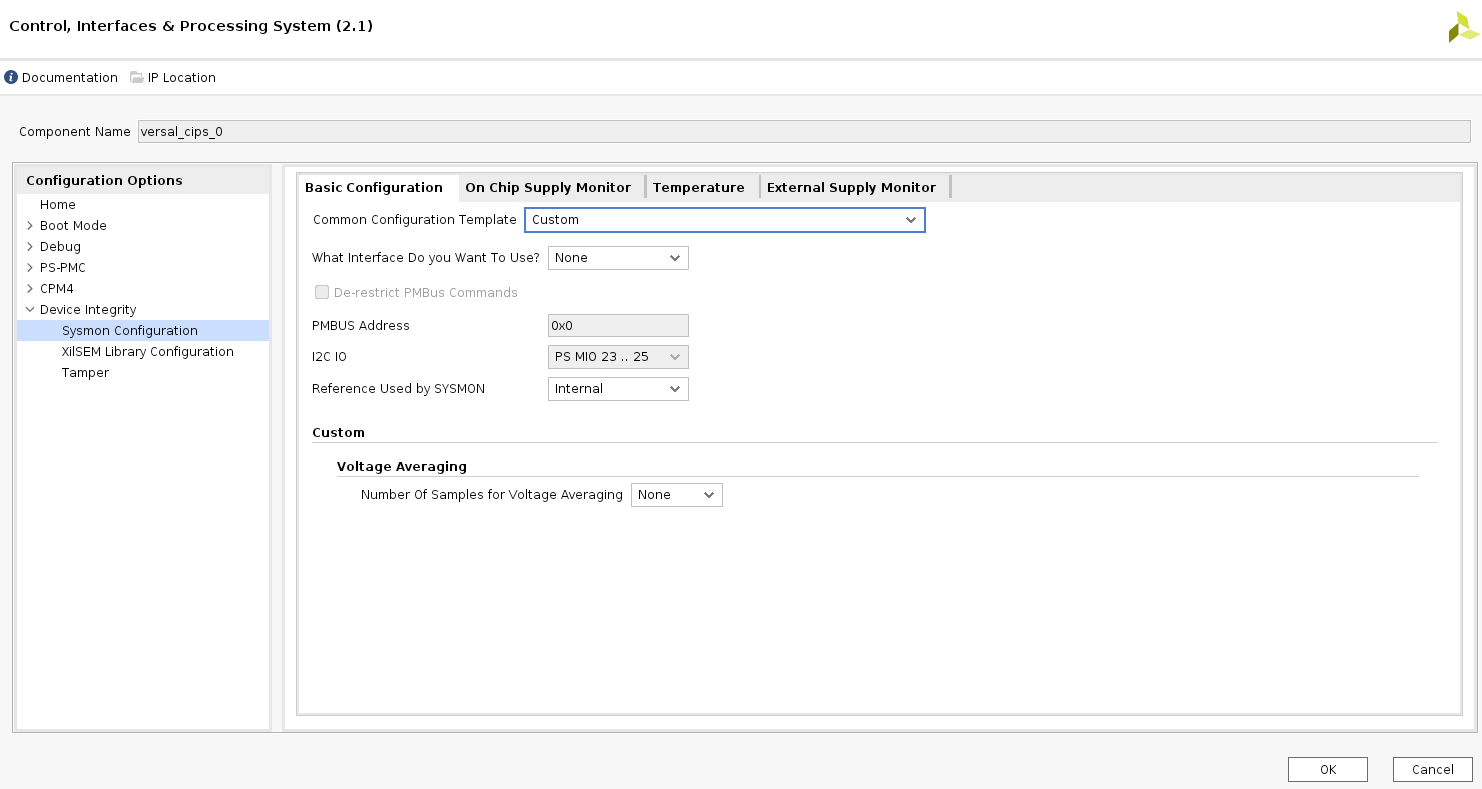 Control, Interfaces & Processing System (2.1)
Documentation IP Location
Component Name versal_cips_0
Configuration Options
Home
Boot Mode
Debug
PS-PMC
CPM4
Device Integrity
Sysmon Configuration
XilSEM Library Configuration
Tamper
Basic Configuration On Chip Supply Monitor Temperature External Supply Monitor
Common Configuration Template Custom
What Interface Do you Want To Use? None
De-restrict PMBus Commands
PMBUS Address 0x0
I2C IO PS MIO 23 .. 25
Reference Used by SYSMON Internal
Custom
Voltage Averaging
Number Of Samples for Voltage Averaging None
OK Cancel